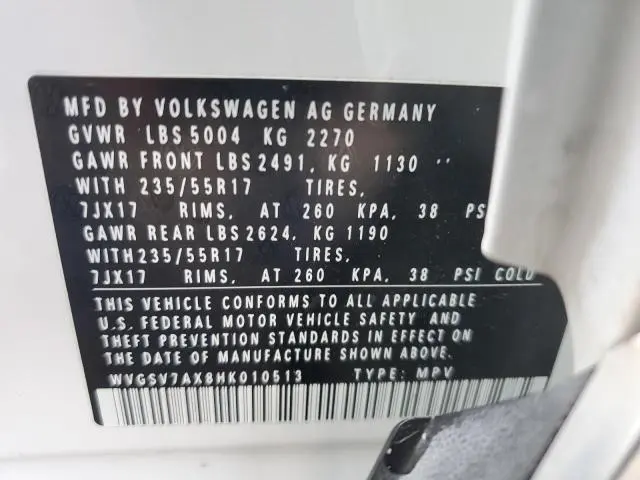 MFD BY VOLKSWAGEN AG GERMANY
GVWR LBS 5004 KG 2270
GAWR FRONT LBS 2491, KG 1130 "
WITH 235/55R17 TIRES,
7JX17 RIMS, AT 260 KPA, 38 PS
GAWR REAR LBS 2624, KG 1190
WITH235/55R17 TIRES,
7JX17 RIMS, AT 260 KPA, 38 PSI COLD
THIS VEHICLE CONFORMS TO ALL APPLICABLE
U.S. FEDERAL MOTOR VEHICLE SAFETY AND
THEFT PREVENTION STANDARDS IN EFFECT ON
THE DATE OF MANUFACTURE SHOWN ABOVE
WVGSV7AX8HK010513 TYPE: MPV